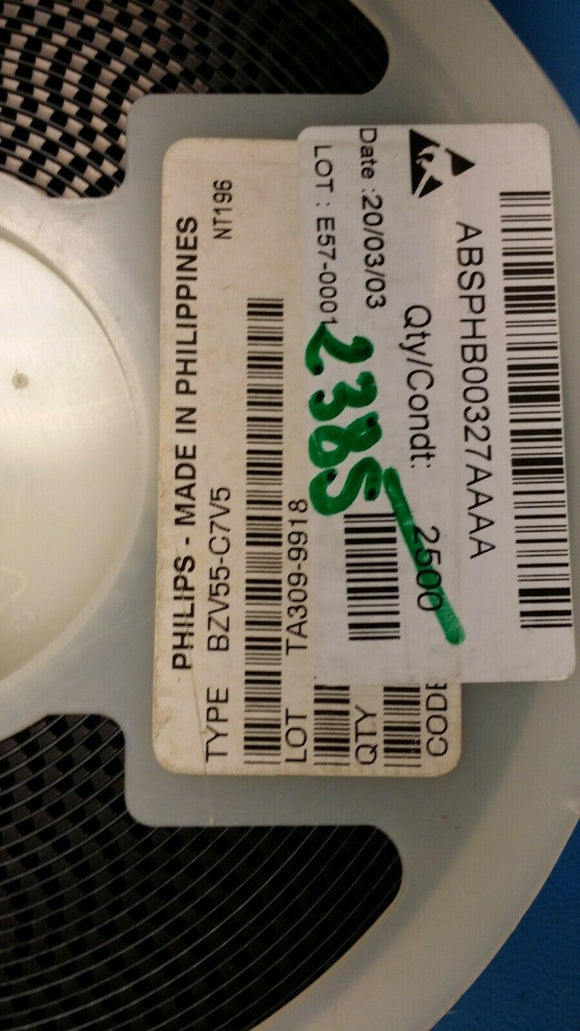 PHILIPS - MADE IN PHILIPPINES
NT196
TYPE BZV55-C7V5
LOT TA309-9918
QTY
CODE
Date :20/03/03
LOT : E57-0001
2385
Qty/Condt: 2500
ABSPHB00327AAAA